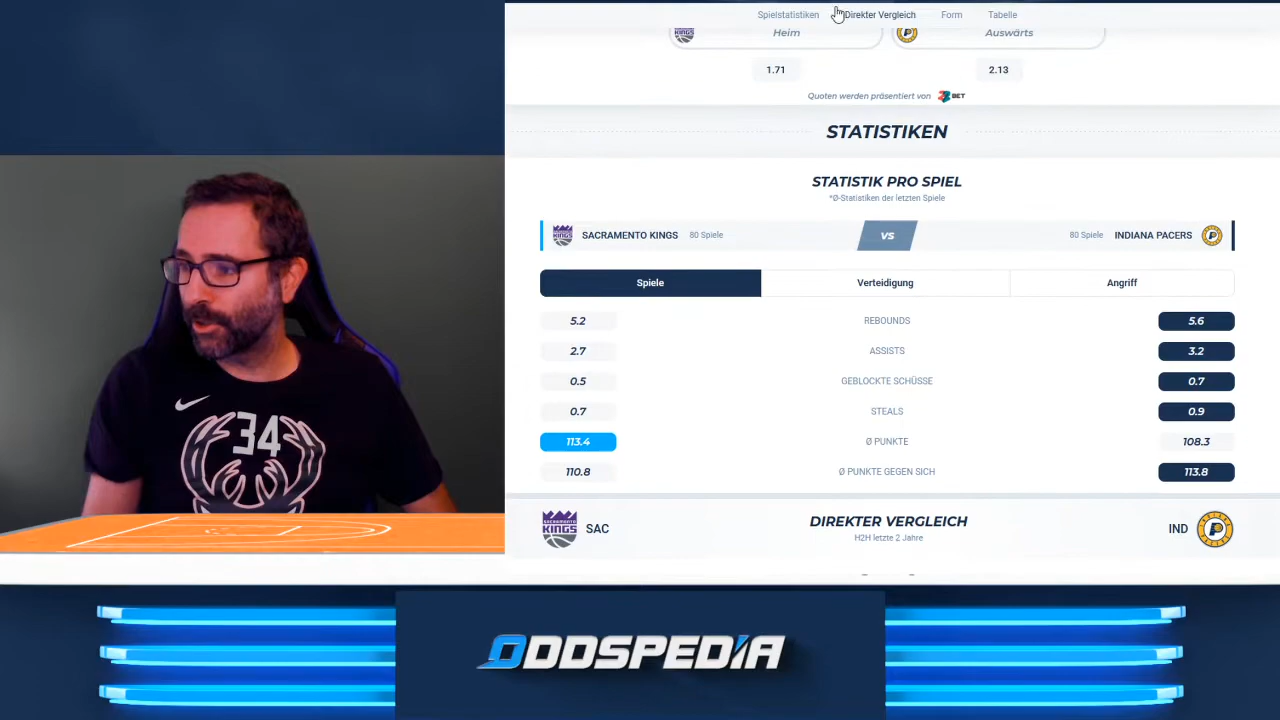 Spielstatistiken Direkter Vergleich Form Tabelle
Heim Auswärts
1.71 2.13
Quoten werden präsentiert von 22 BET
STATISTIKEN
STATISTIK PRO SPIEL
*Ø-Statistiken der letzten Spiele
SACRAMENTO KINGS 80 Spiele VS 80 Spiele INDIANA PACERS
Spiele Verteidigung Angriff
5.2 REBOUNDS 5.6
2.7 ASSISTS 3.2
0.5 GEBLOCKTE SCHÜSSE 0.7
0.7 STEALS 0.9
113.4 Ø PUNKTE 108.3
110.8 Ø PUNKTE GEGEN SICH 113.8
SACRAMENTO KINGS SAC DIREKTER VERGLEICH IND
H2H letzte 2 Jahre
34
ODDSPEDIA